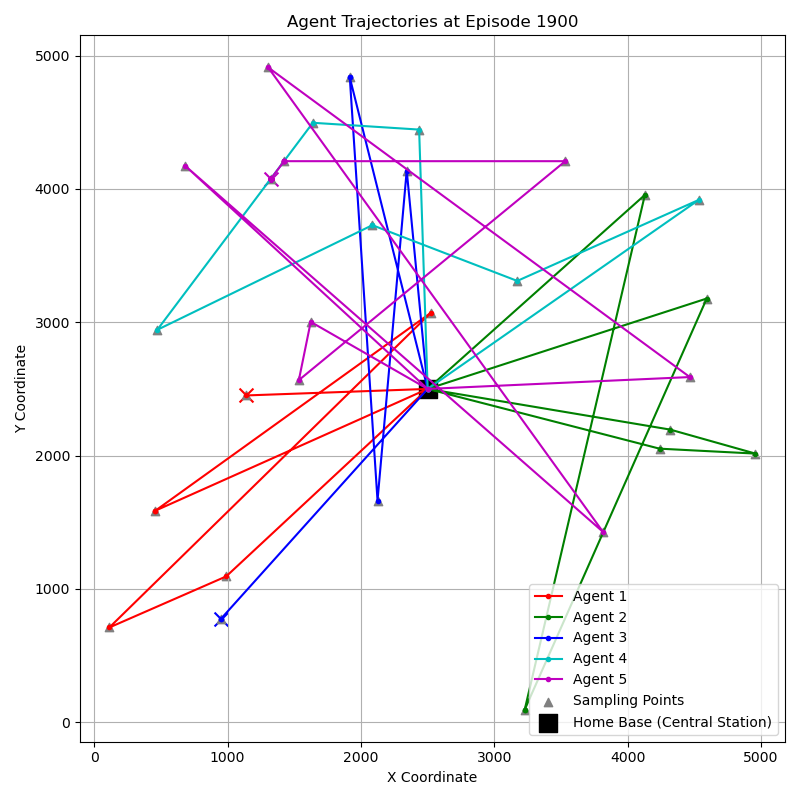 Agent Trajectories at Episode 1900
5000
4000
3000
2000
1000
0
Y Coordinate
0 1000 2000 3000 4000 5000
X Coordinate
Agent 1
Agent 2
Agent 3
Agent 4
Agent 5
Sampling Points
Home Base (Central Station)